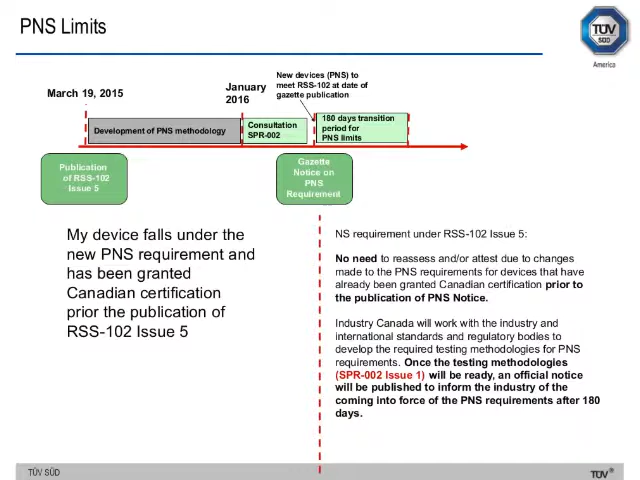 PNS Limits
TÜV
SÜD
America
March 19, 2015
January
2016
New devices (PNS) to
meet RSS-102 at date of
gazette publication
Development of PNS methodology
Consultation
SPR-002
180 days transition
period for
PNS limits
Publication
of RSS-102
Issue 5
Gazette
Notice on
PNS
Requirement
My device falls under the
new PNS requirement and
has been granted
Canadian certification
prior the publication of
RSS-102 Issue 5
NS requirement under RSS-102 Issue 5:
No need to reassess and/or attest due to changes
made to the PNS requirements for devices that have
already been granted Canadian certification prior to
the publication of PNS Notice.
Industry Canada will work with the industry and
international standards and regulatory bodies to
develop the required testing methodologies for PNS
requirements. Once the testing methodologies
(SPR-002 Issue 1) will be ready, an official notice
will be published to inform the industry of the
coming into force of the PNS requirements after 180
days.
TÜV SÜD
TÜV®